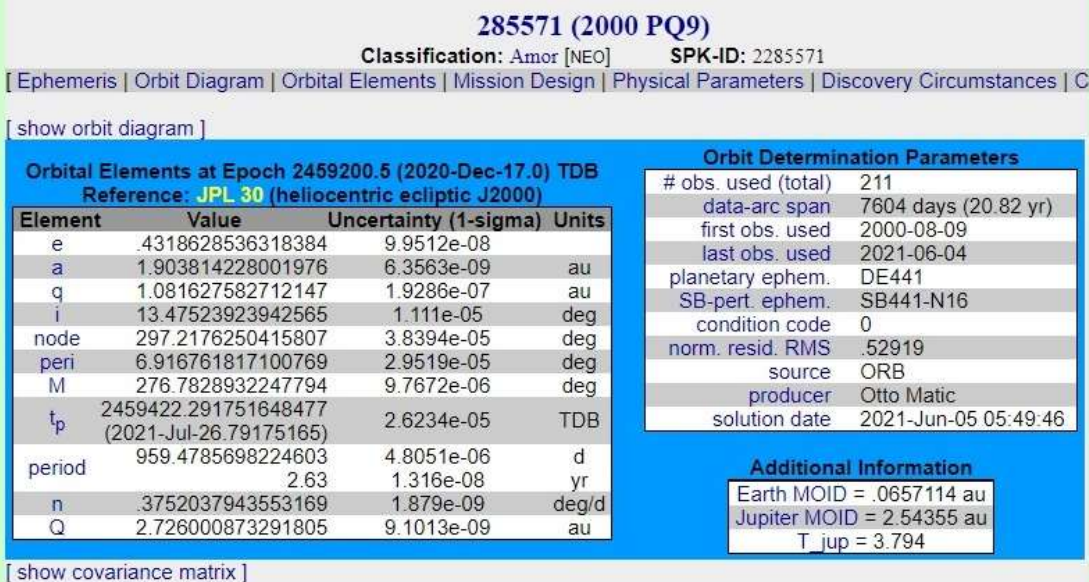 285571 (2000 PQ9)
Classification: Amor [NEO] SPK-ID: 2285571
[ Ephemeris | Orbit Diagram | Orbital Elements | Mission Design | Physical Parameters | Discovery Circumstances | C
[ show orbit diagram ]
Orbital Elements at Epoch 2459200.5 (2020-Dec-17.0) TDB
Reference: JPL 30 (heliocentric ecliptic J2000)
Element Value Uncertainty (1-sigma) Units
e .4318628536318384 9.9512e-08
a 1.903814228001976 6.3563e-09 au
q 1.081627582712147 1.9286e-07 au
i 13.47523923942565 1.111e-05 deg
node 297.2176250415807 3.8394e-05 deg
peri 6.916761817100769 2.9519e-05 deg
M 276.7828932247794 9.7672e-06 deg
tp 2459422.291751648477 2.6234e-05 TDB
(2021-Jul-26.79175165)
period 959.4785698224603 4.8051e-06 d
2.63 1.316e-08 yr
n .3752037943553169 1.879e-09 deg/d
Q 2.726000873291805 9.1013e-09 au
Orbit Determination Parameters
# obs. used (total) 211
data-arc span 7604 days (20.82 yr)
first obs. used 2000-08-09
last obs. used 2021-06-04
planetary ephem. DE441
SB-pert. ephem. SB441-N16
condition code 0
norm. resid. RMS .52919
source ORB
producer Otto Matic
solution date 2021-Jun-05 05:49:46
Additional Information
Earth MOID = .0657114 au
Jupiter MOID = 2.54355 au
T_jup = 3.794
[ show covariance matrix ]